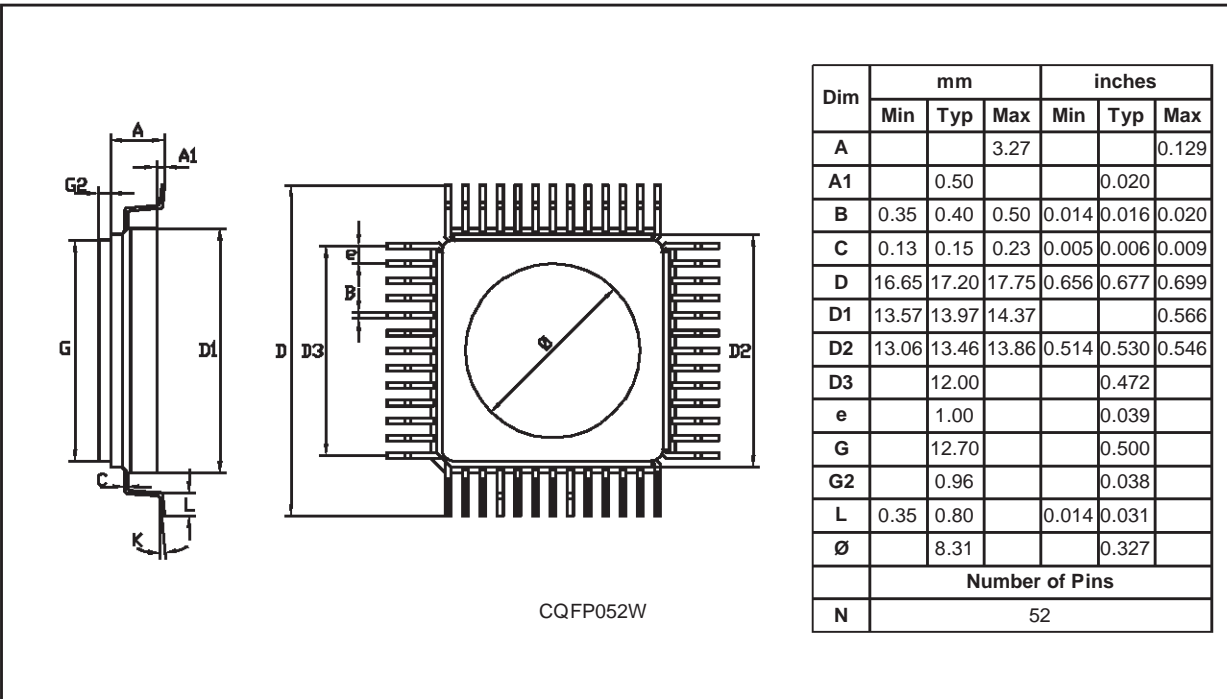 A
A1
G2
e
B
G
D1
D
D3
Ø
D2
C
L
K
CQFP052W
Dim mm inches
Min Typ Max Min Typ Max
A 3.27 0.129
A1 0.50 0.020
B 0.35 0.40 0.50 0.014 0.016 0.020
C 0.13 0.15 0.23 0.005 0.006 0.009
D 16.65 17.20 17.75 0.656 0.677 0.699
D1 13.57 13.97 14.37 0.566
D2 13.06 13.46 13.86 0.514 0.530 0.546
D3 12.00 0.472
e 1.00 0.039
G 12.70 0.500
G2 0.96 0.038
L 0.35 0.80 0.014 0.031
Ø 8.31 0.327
Number of Pins
N 52